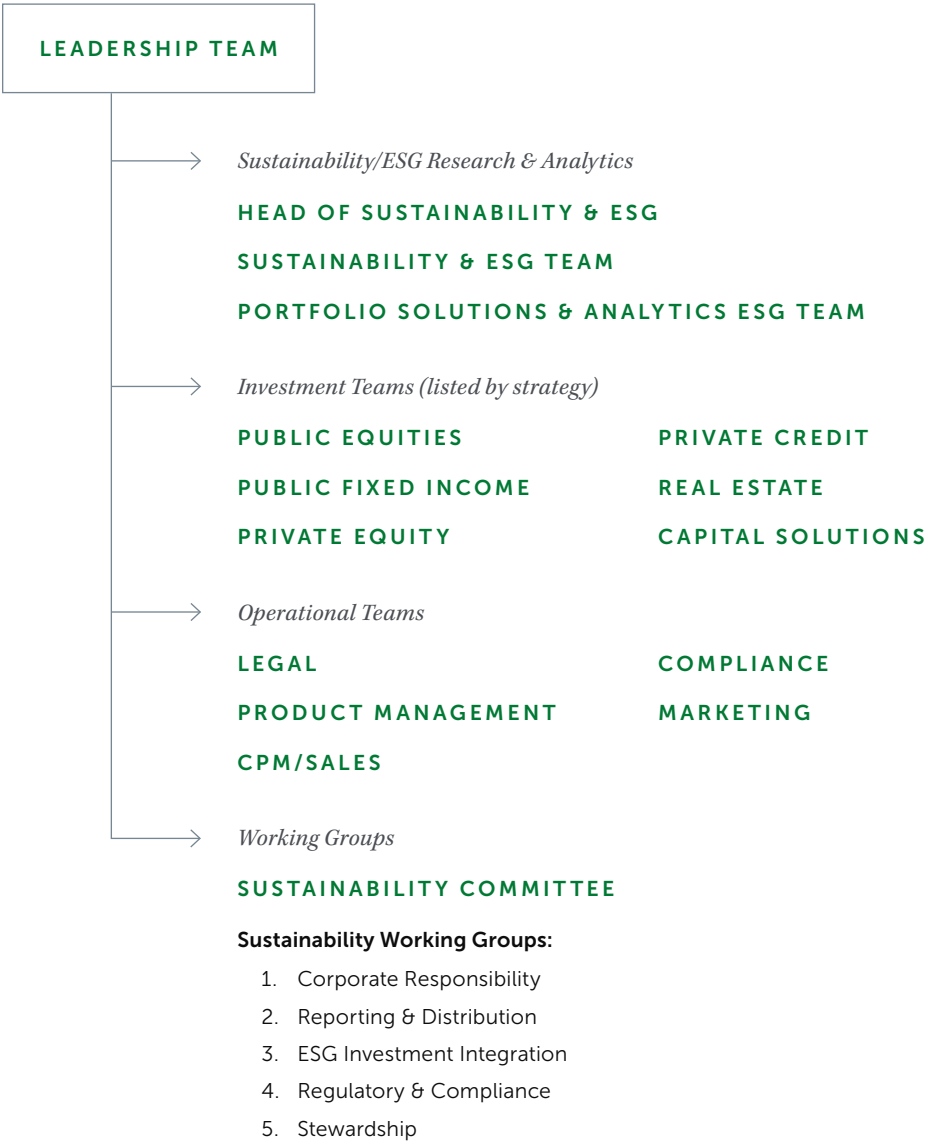 LEADERSHIP TEAM
Sustainability/ESG Research & Analytics
HEAD OF SUSTAINABILITY & ESG
SUSTAINABILITY & ESG TEAM
PORTFOLIO SOLUTIONS & ANALYTICS ESG TEAM
Investment Teams (listed by strategy)
PUBLIC EQUITIES
PUBLIC FIXED INCOME
PRIVATE EQUITY
PRIVATE CREDIT
REAL ESTATE
CAPITAL SOLUTIONS
Operational Teams
LEGAL
PRODUCT MANAGEMENT
CPM/SALES
COMPLIANCE
MARKETING
Working Groups
SUSTAINABILITY COMMITTEE
Sustainability Working Groups:
1. Corporate Responsibility
2. Reporting & Distribution
3. ESG Investment Integration
4. Regulatory & Compliance
5. Stewardship